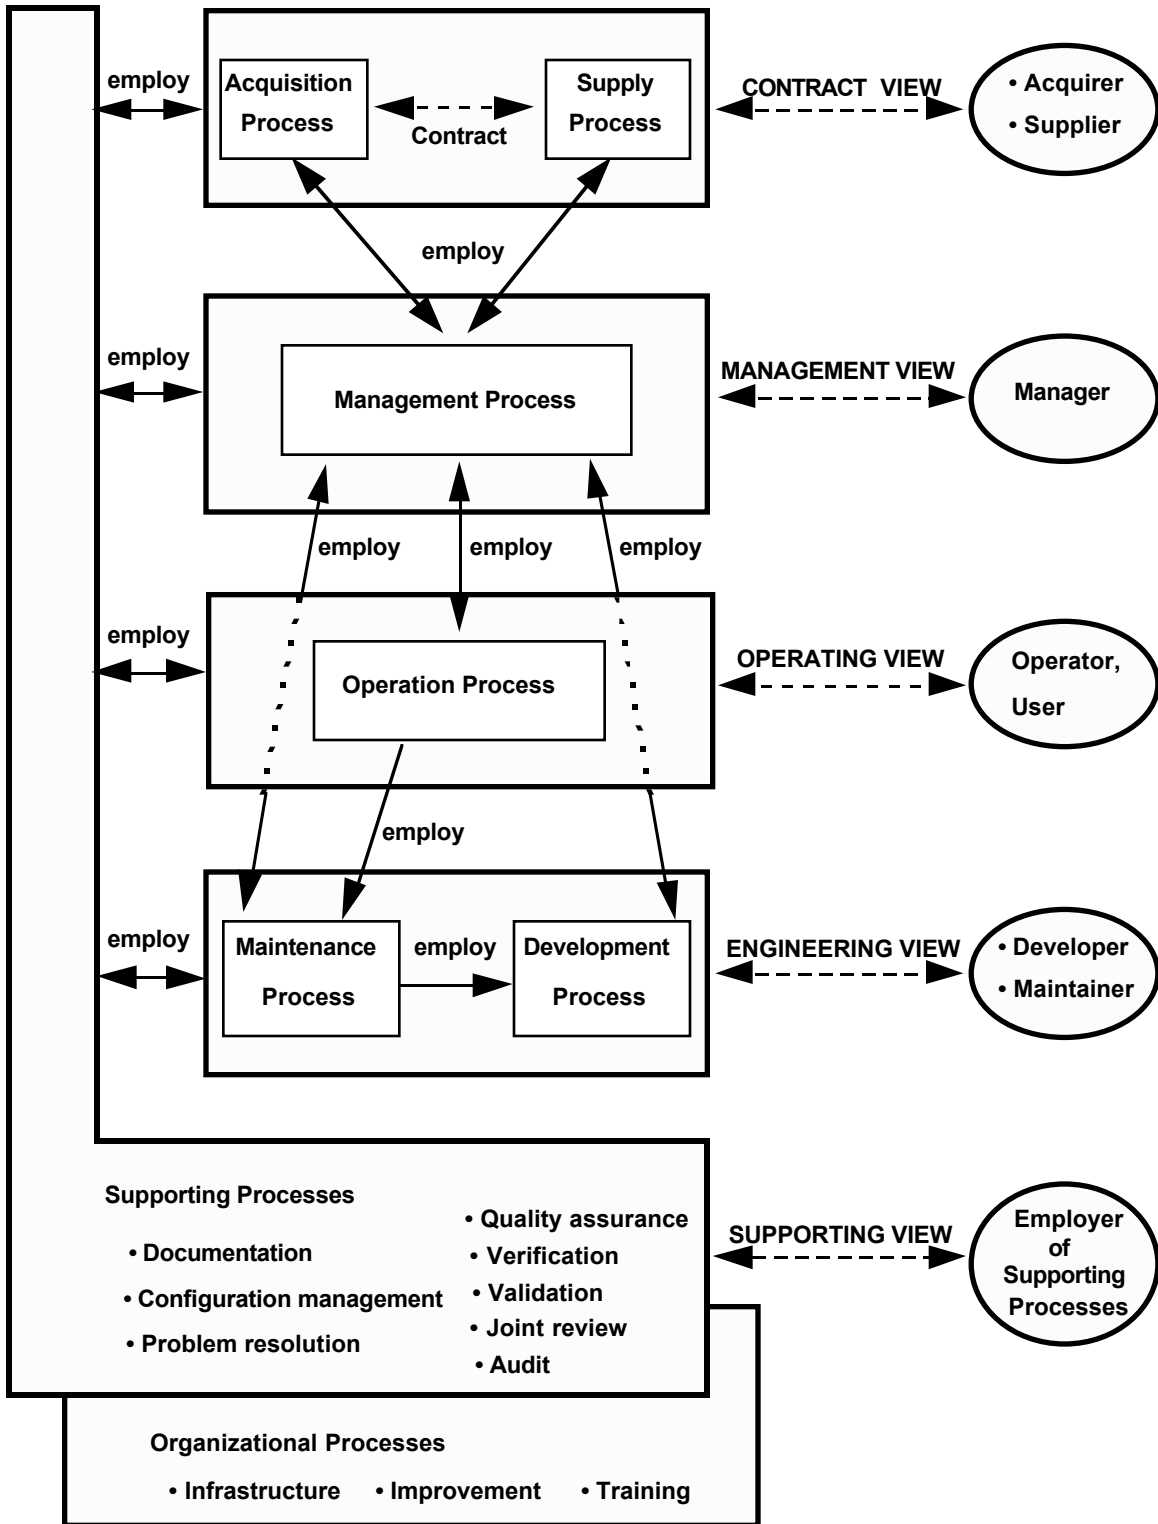 employ
Acquisition
Process
Contract
Supply
Process
CONTRACT VIEW
• Acquirer
• Supplier
employ
employ
Management Process
MANAGEMENT VIEW
Manager
employ
employ
employ
employ
Operation Process
OPERATING VIEW
Operator,
User
employ
employ
Maintenance
Process
employ
Development
Process
ENGINEERING VIEW
• Developer
• Maintainer
Supporting Processes
• Documentation
• Configuration management
• Problem resolution
• Quality assurance
• Verification
• Validation
• Joint review
• Audit
SUPPORTING VIEW
Employer
of
Supporting
Processes
Organizational Processes
• Infrastructure • Improvement • Training